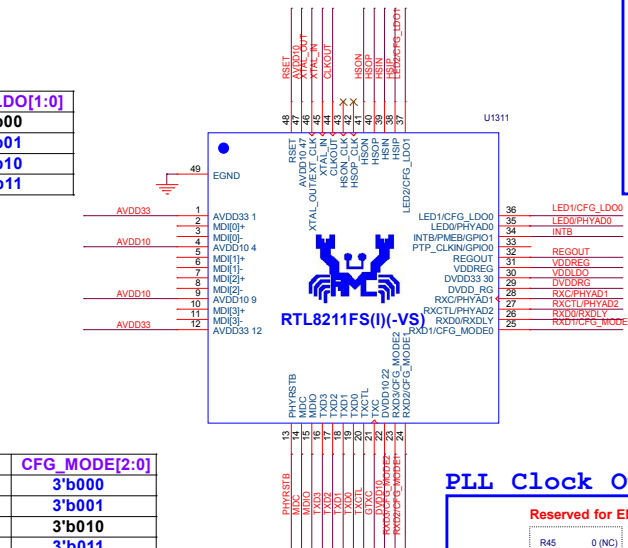 RSET
AVDD10
XTAL_OUT
XTAL_IN
CLKOUT
HSON
HSOP
HSIN
HSIP
LED2/CFG_LDO1
48
47
46
45
44
43
42
41
40
39
38
37
U1311
LDO[1:0]
b00
b01
b10
b11
RSET
AVDD10 47
XTAL_OUT/EXT_CLK
XTAL_IN
CLKOUT
HSON_CLK
HSOP_CLK
HSON
HSOP
HSIN
HSIP
LED2/CFG_LDO1
49
EGND
AVDD33
1
AVDD33 1
2
MDI[0]+
3
MDI[0]-
AVDD10
4
AVDD10 4
5
MDI[1]+
6
MDI[1]-
7
MDI[2]+
8
MDI[2]-
AVDD10
9
AVDD10 9
10
MDI[3]+
11
MDI[3]-
AVDD33
12
AVDD33 12
RTL8211FS(I)(-VS)
LED1/CFG_LDO0
36
LED1/CFG_LDO0
LED0/PHYAD0
35
LED0/PHYAD0
INTB/PMEB/GPIO1
34
INTB
PTP_CLKIN/GPIO0
33
REGOUT
32
REGOUT
VDDREG
31
VDDREG
DVDD33 30
30
VDDLDO
DVDD_RG
29
DVDDRG
RXC/PHYAD1
28
RXC/PHYAD1
RXCTL/PHYAD2
27
RXCTL/PHYAD2
RXD0/RXDLY
26
RXD0/RXDLY
RXD1/CFG_MODE0
25
RXD1/CFG_MODE
PHYRSTB
MDC
MDIO
TXD3
TXD2
TXD1
TXD0
TXCTL
TXC
DVDD10 22
RXD3/CFG_MODE2
RXD2/CFG_MODE1
13
14
15
16
17
18
19
20
21
22
23
24
PHYRSTB
MDC
MDIO
TXD3
TXD2
TXD1
TXD0
TXCTL
GTXC
DVDD10
RXD3/CFG_MODE2
RXD2/CFG_MODE1
CFG_MODE[2:0]
3'b000
3'b001
3'b010
3'b011
PLL Clock O
Reserved for E
R45
0 (NC)